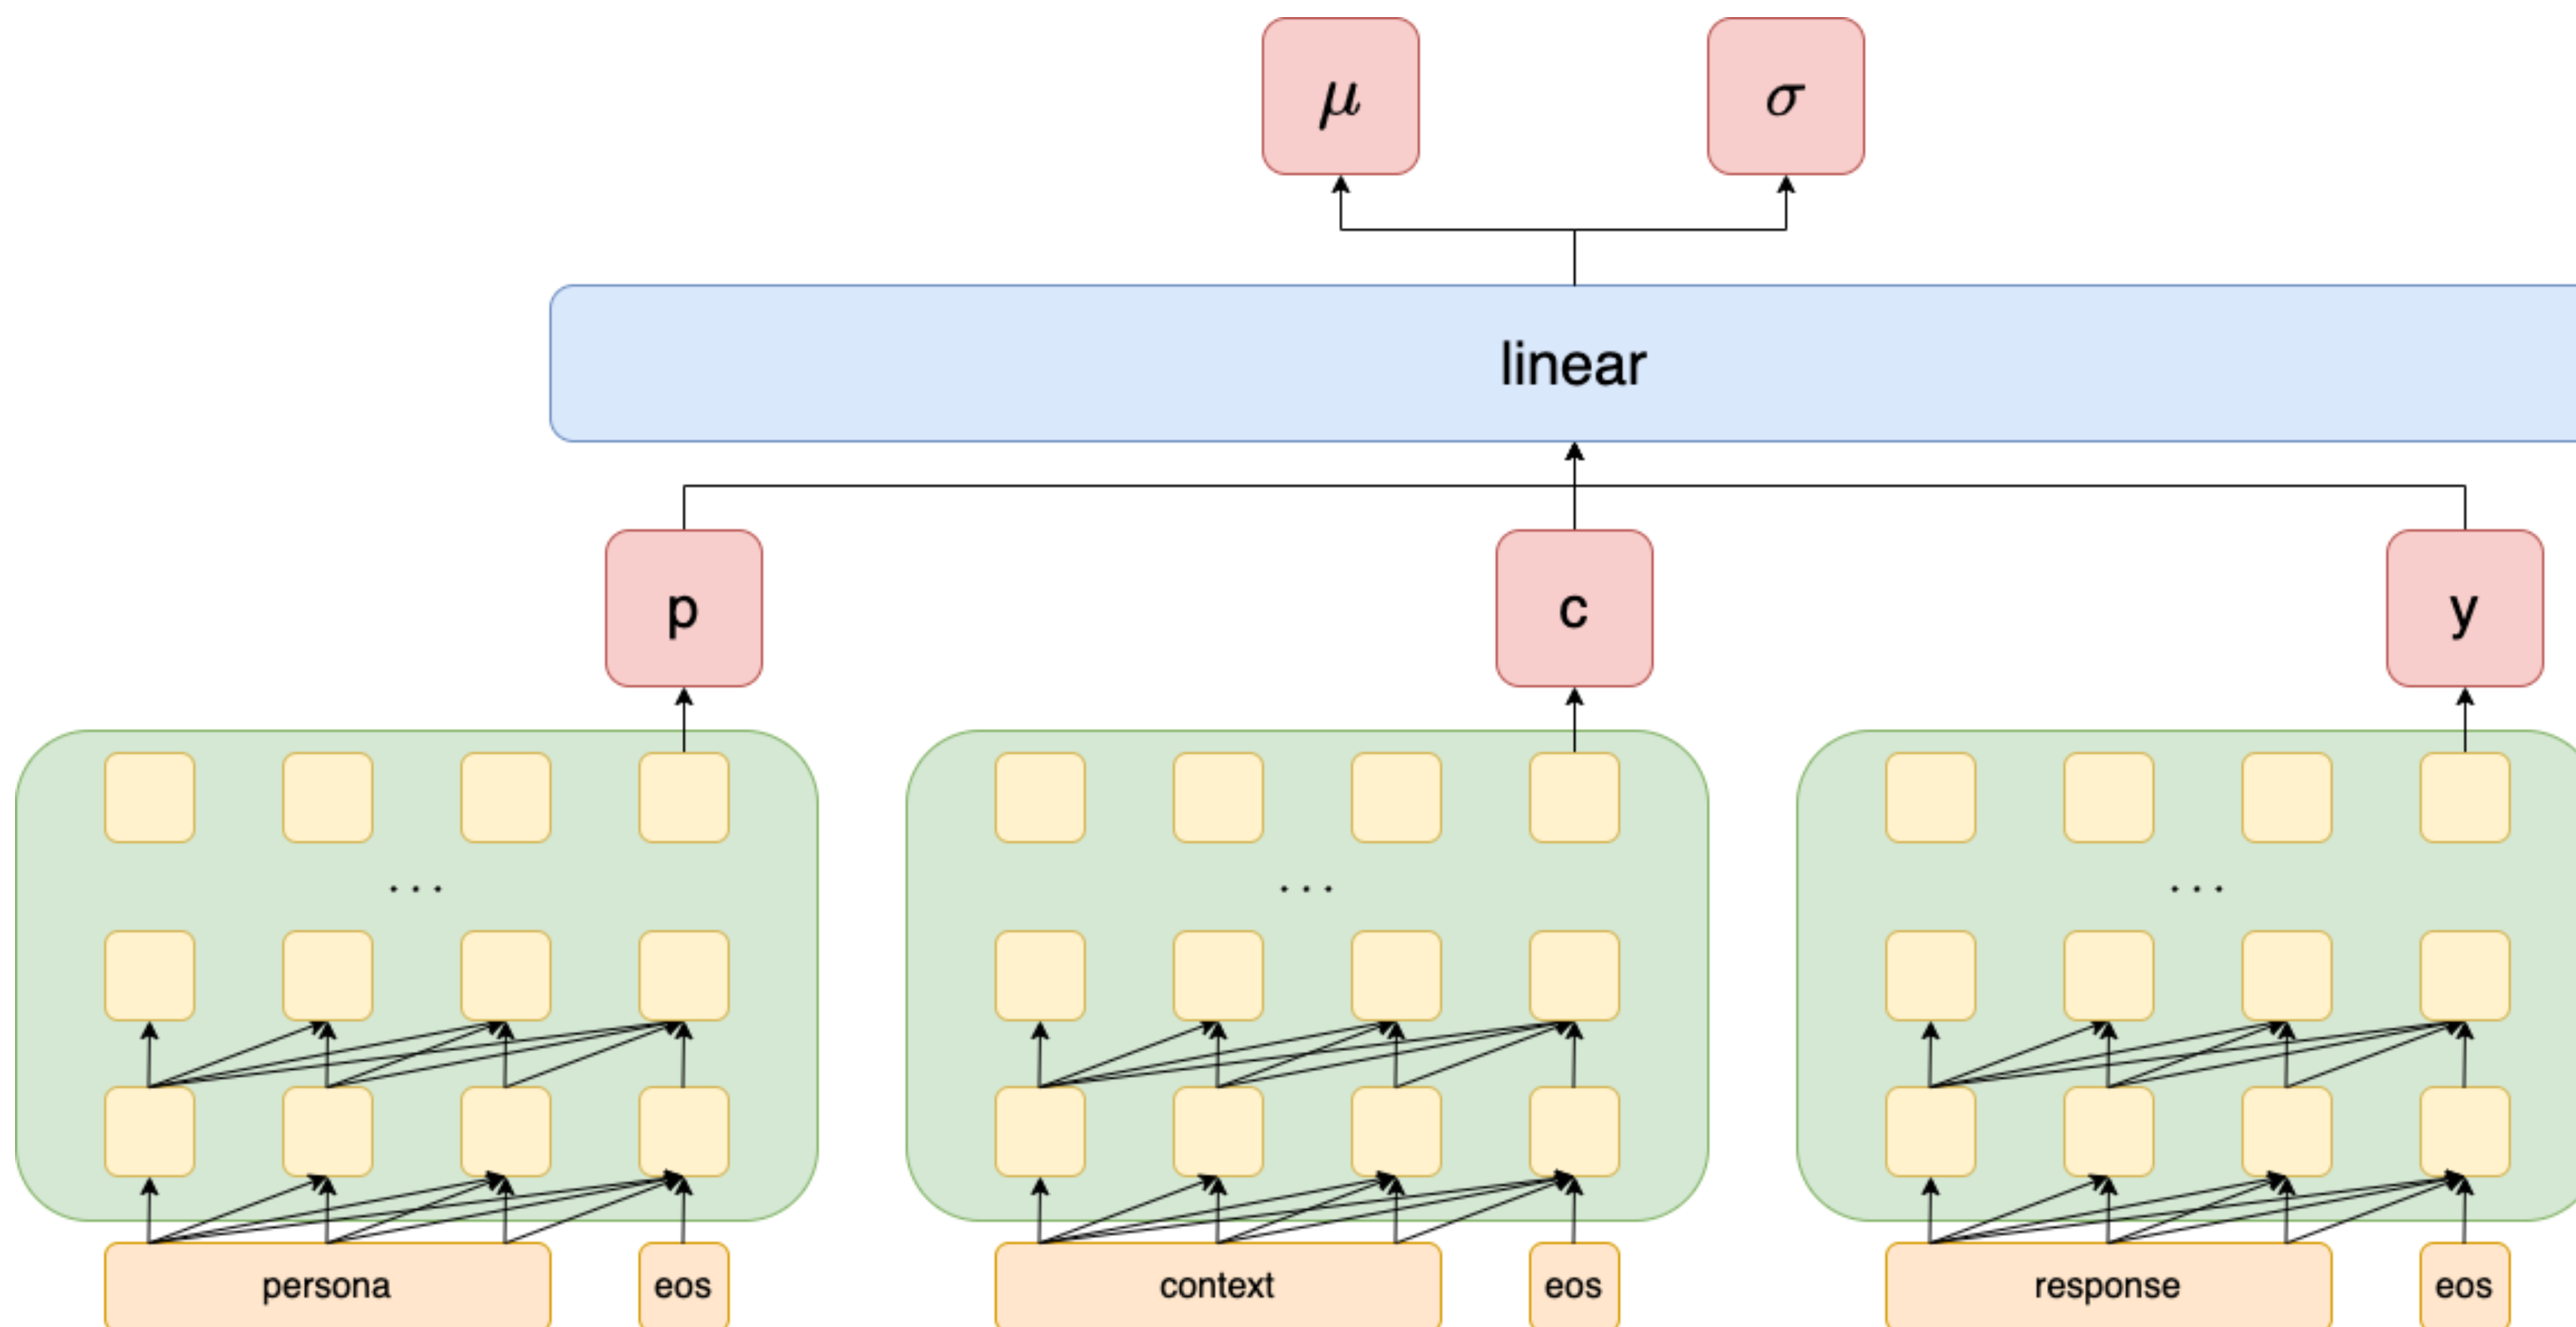 μ σ
linear
p c y
... ... ...
persona eos context eos response eos